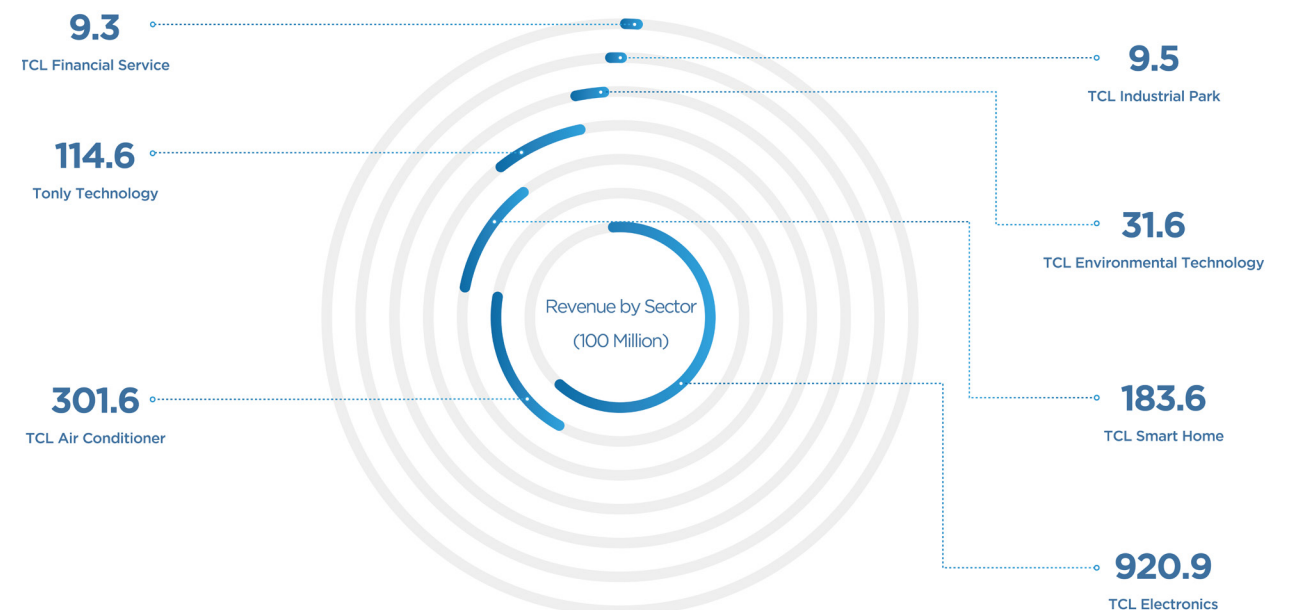 9.3
TCL Financial Service
9.5
TCL Industrial Park
114.6
Tonly Technology
31.6
TCL Environmental Technology
Revenue by Sector
(100 Million)
301.6
TCL Air Conditioner
183.6
TCL Smart Home
920.9
TCL Electronics